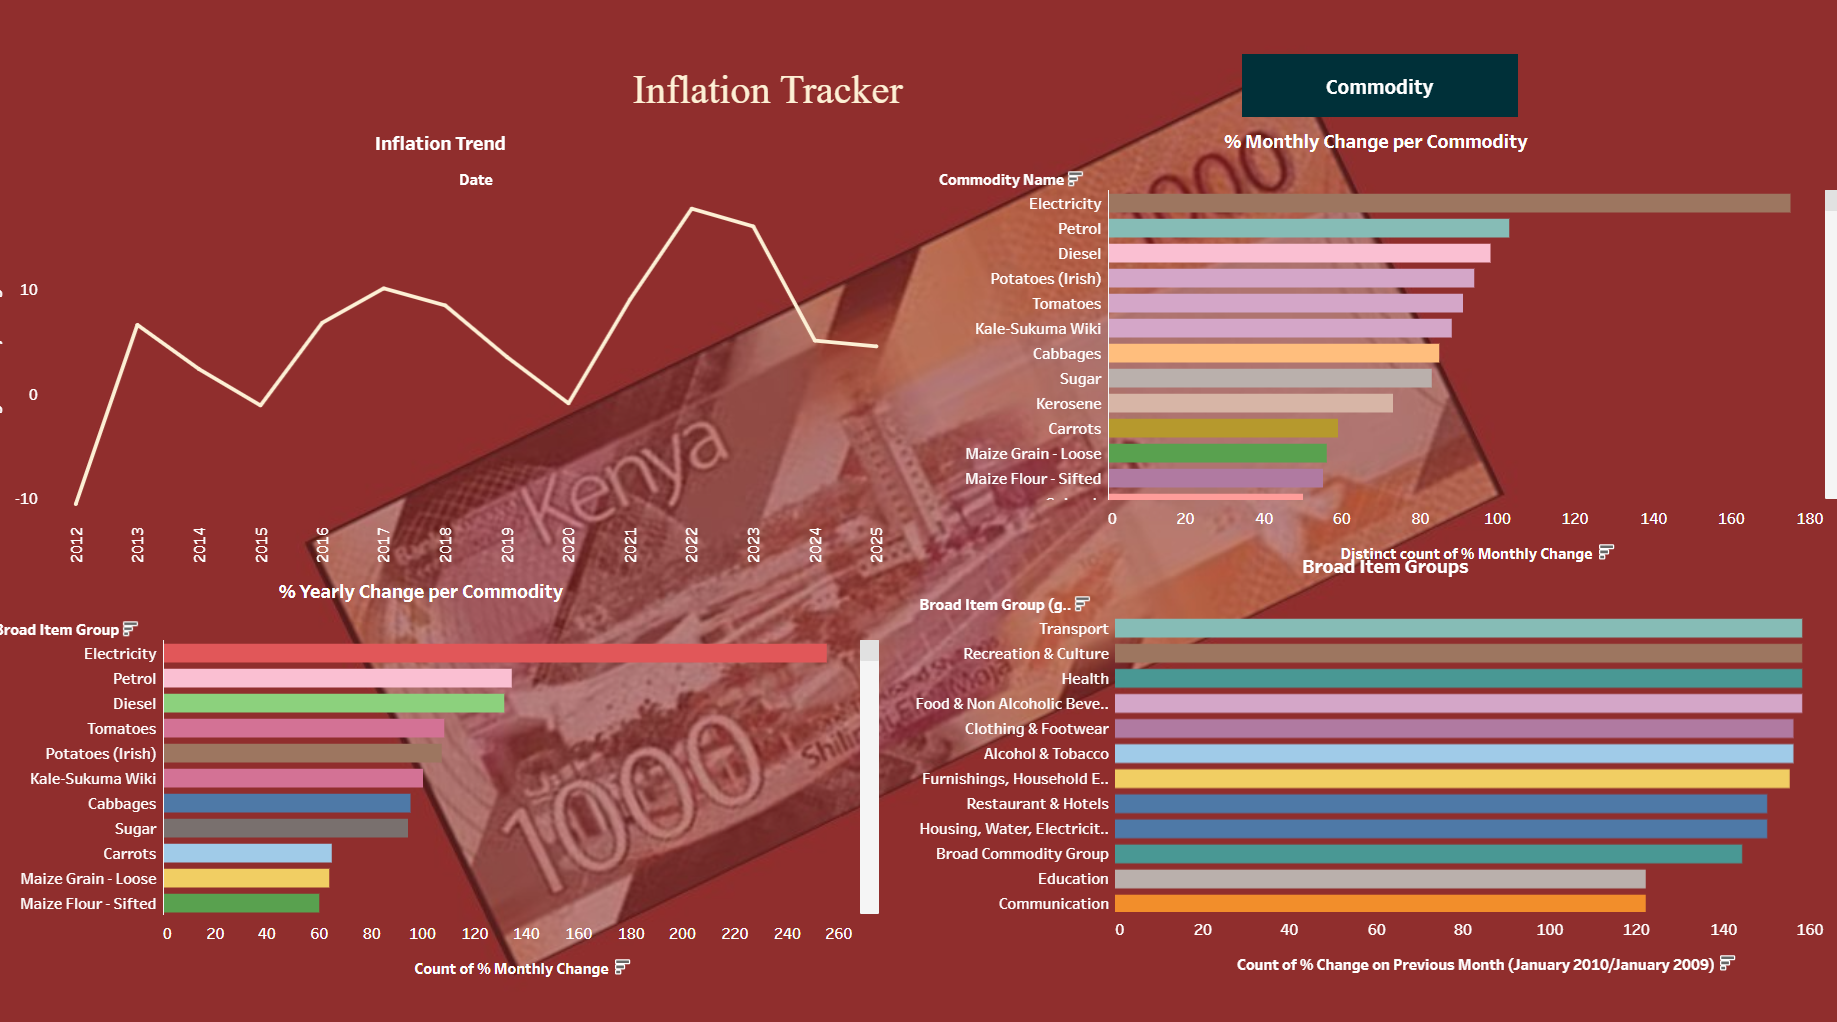 Inflation Tracker
Commodity
Inflation Trend
Date
10
0
-10
2012
2013
2014
2015
2016
2017
2018
2019
2020
2021
2022
2023
2024
2025
% Monthly Change per Commodity
Commodity Name
Electricity
Petrol
Diesel
Potatoes (Irish)
Tomatoes
Kale-Sukuma Wiki
Cabbages
Sugar
Kerosene
Carrots
Maize Grain - Loose
Maize Flour - Sifted
0 20 40 60 80 100 120 140 160 180
Distinct count of % Monthly Change
% Yearly Change per Commodity
Broad Item Group
Electricity
Petrol
Diesel
Tomatoes
Potatoes (Irish)
Kale-Sukuma Wiki
Cabbages
Sugar
Carrots
Maize Grain - Loose
Maize Flour - Sifted
0 20 40 60 80 100 120 140 160 180 200 220 240 260
Count of % Monthly Change
Broad Item Groups
Broad Item Group (g..
Transport
Recreation & Culture
Health
Food & Non Alcoholic Beve..
Clothing & Footwear
Alcohol & Tobacco
Furnishings, Household E..
Restaurant & Hotels
Housing, Water, Electricit..
Broad Commodity Group
Education
Communication
0 20 40 60 80 100 120 140 160
Count of % Change on Previous Month (January 2010/January 2009)
Kenya
1000
1000